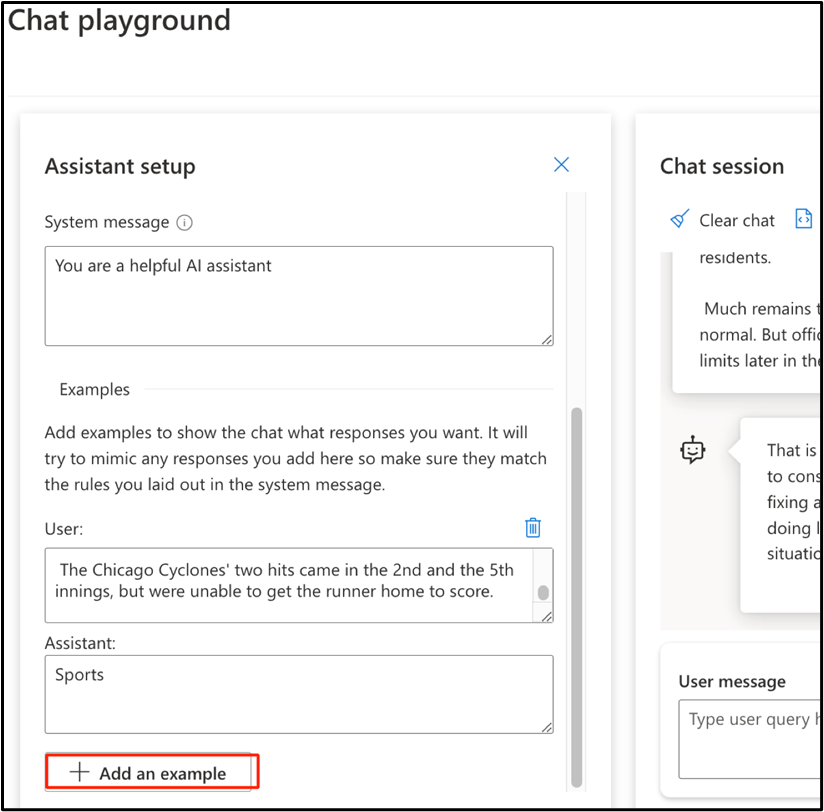 Chat playground
Assistant setup
System message
You are a helpful AI assistant
Examples
Add examples to show the chat what responses you want. It will
try to mimic any responses you add here so make sure they match
the rules you laid out in the system message.
User:
The Chicago Cyclones' two hits came in the 2nd and the 5th
innings, but were unable to get the runner home to score.
Assistant:
Sports
Add an example
Chat session
Clear chat
residents.
Much remains
normal. But
limits later in
That is
to
fixing
doing
User message
Type user query